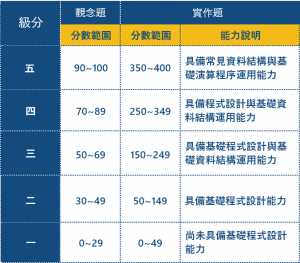 級分 觀念題 實作題
分數範圍 分數範圍 能力說明
五 90~100 350~400 具備常見資料結構與基
礎演算程序運用能力
四 70~89 250~349 具備程式設計與基礎資
料結構運用能力
三 50~69 150~249 具備基礎程式設計與基
礎資料結構運用能力
二 30~49 50~149 具備基礎程式設計能力
一 0~29 0~49 尚未具備基礎程式設計
能力